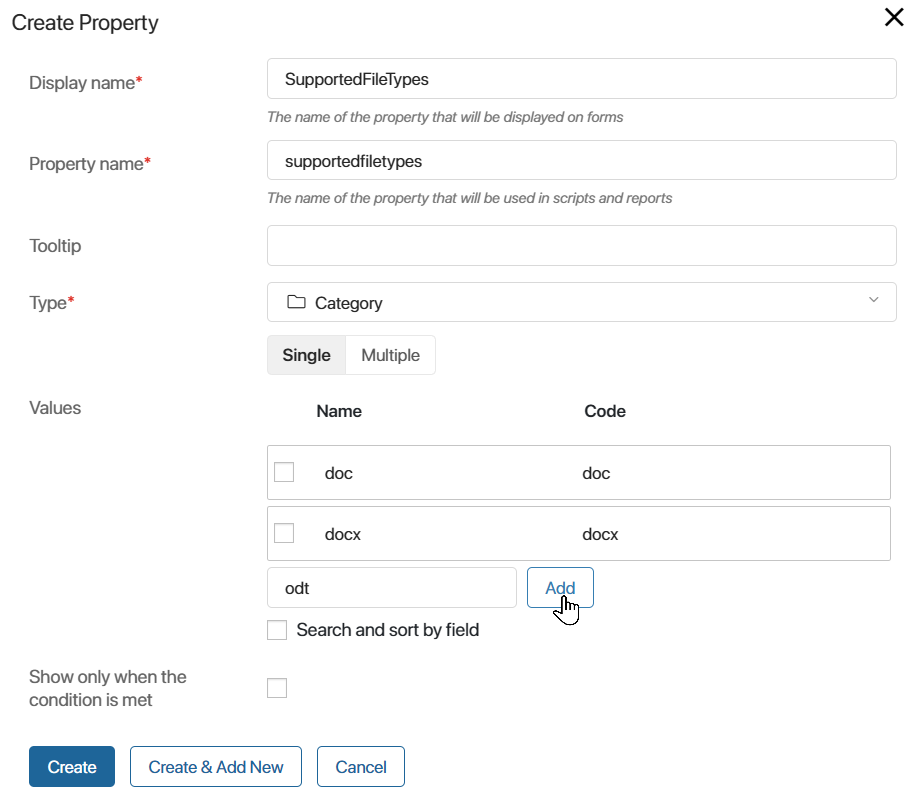 Create Property
Display name*
SupportedFileTypes
The name of the property that will be displayed on forms
Property name*
supportedfiletypes
The name of the property that will be used in scripts and reports
Tooltip
Type*
Category
Single Multiple
Values
Name Code
doc doc
docx docx
odt Add
Search and sort by field
Show only when the
condition is met
Create Create & Add New Cancel